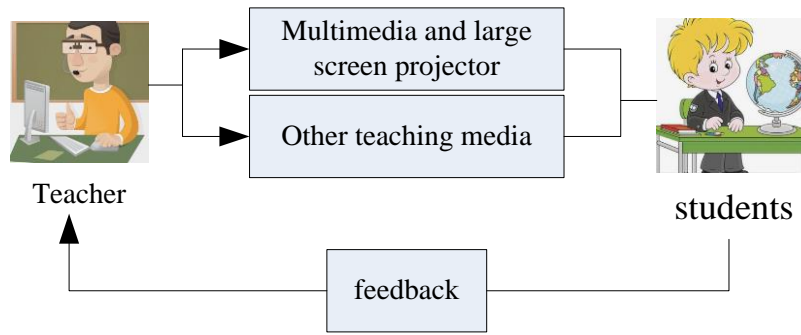 Multimedia and large
screen projector
Other teaching media
Teacher
students
feedback